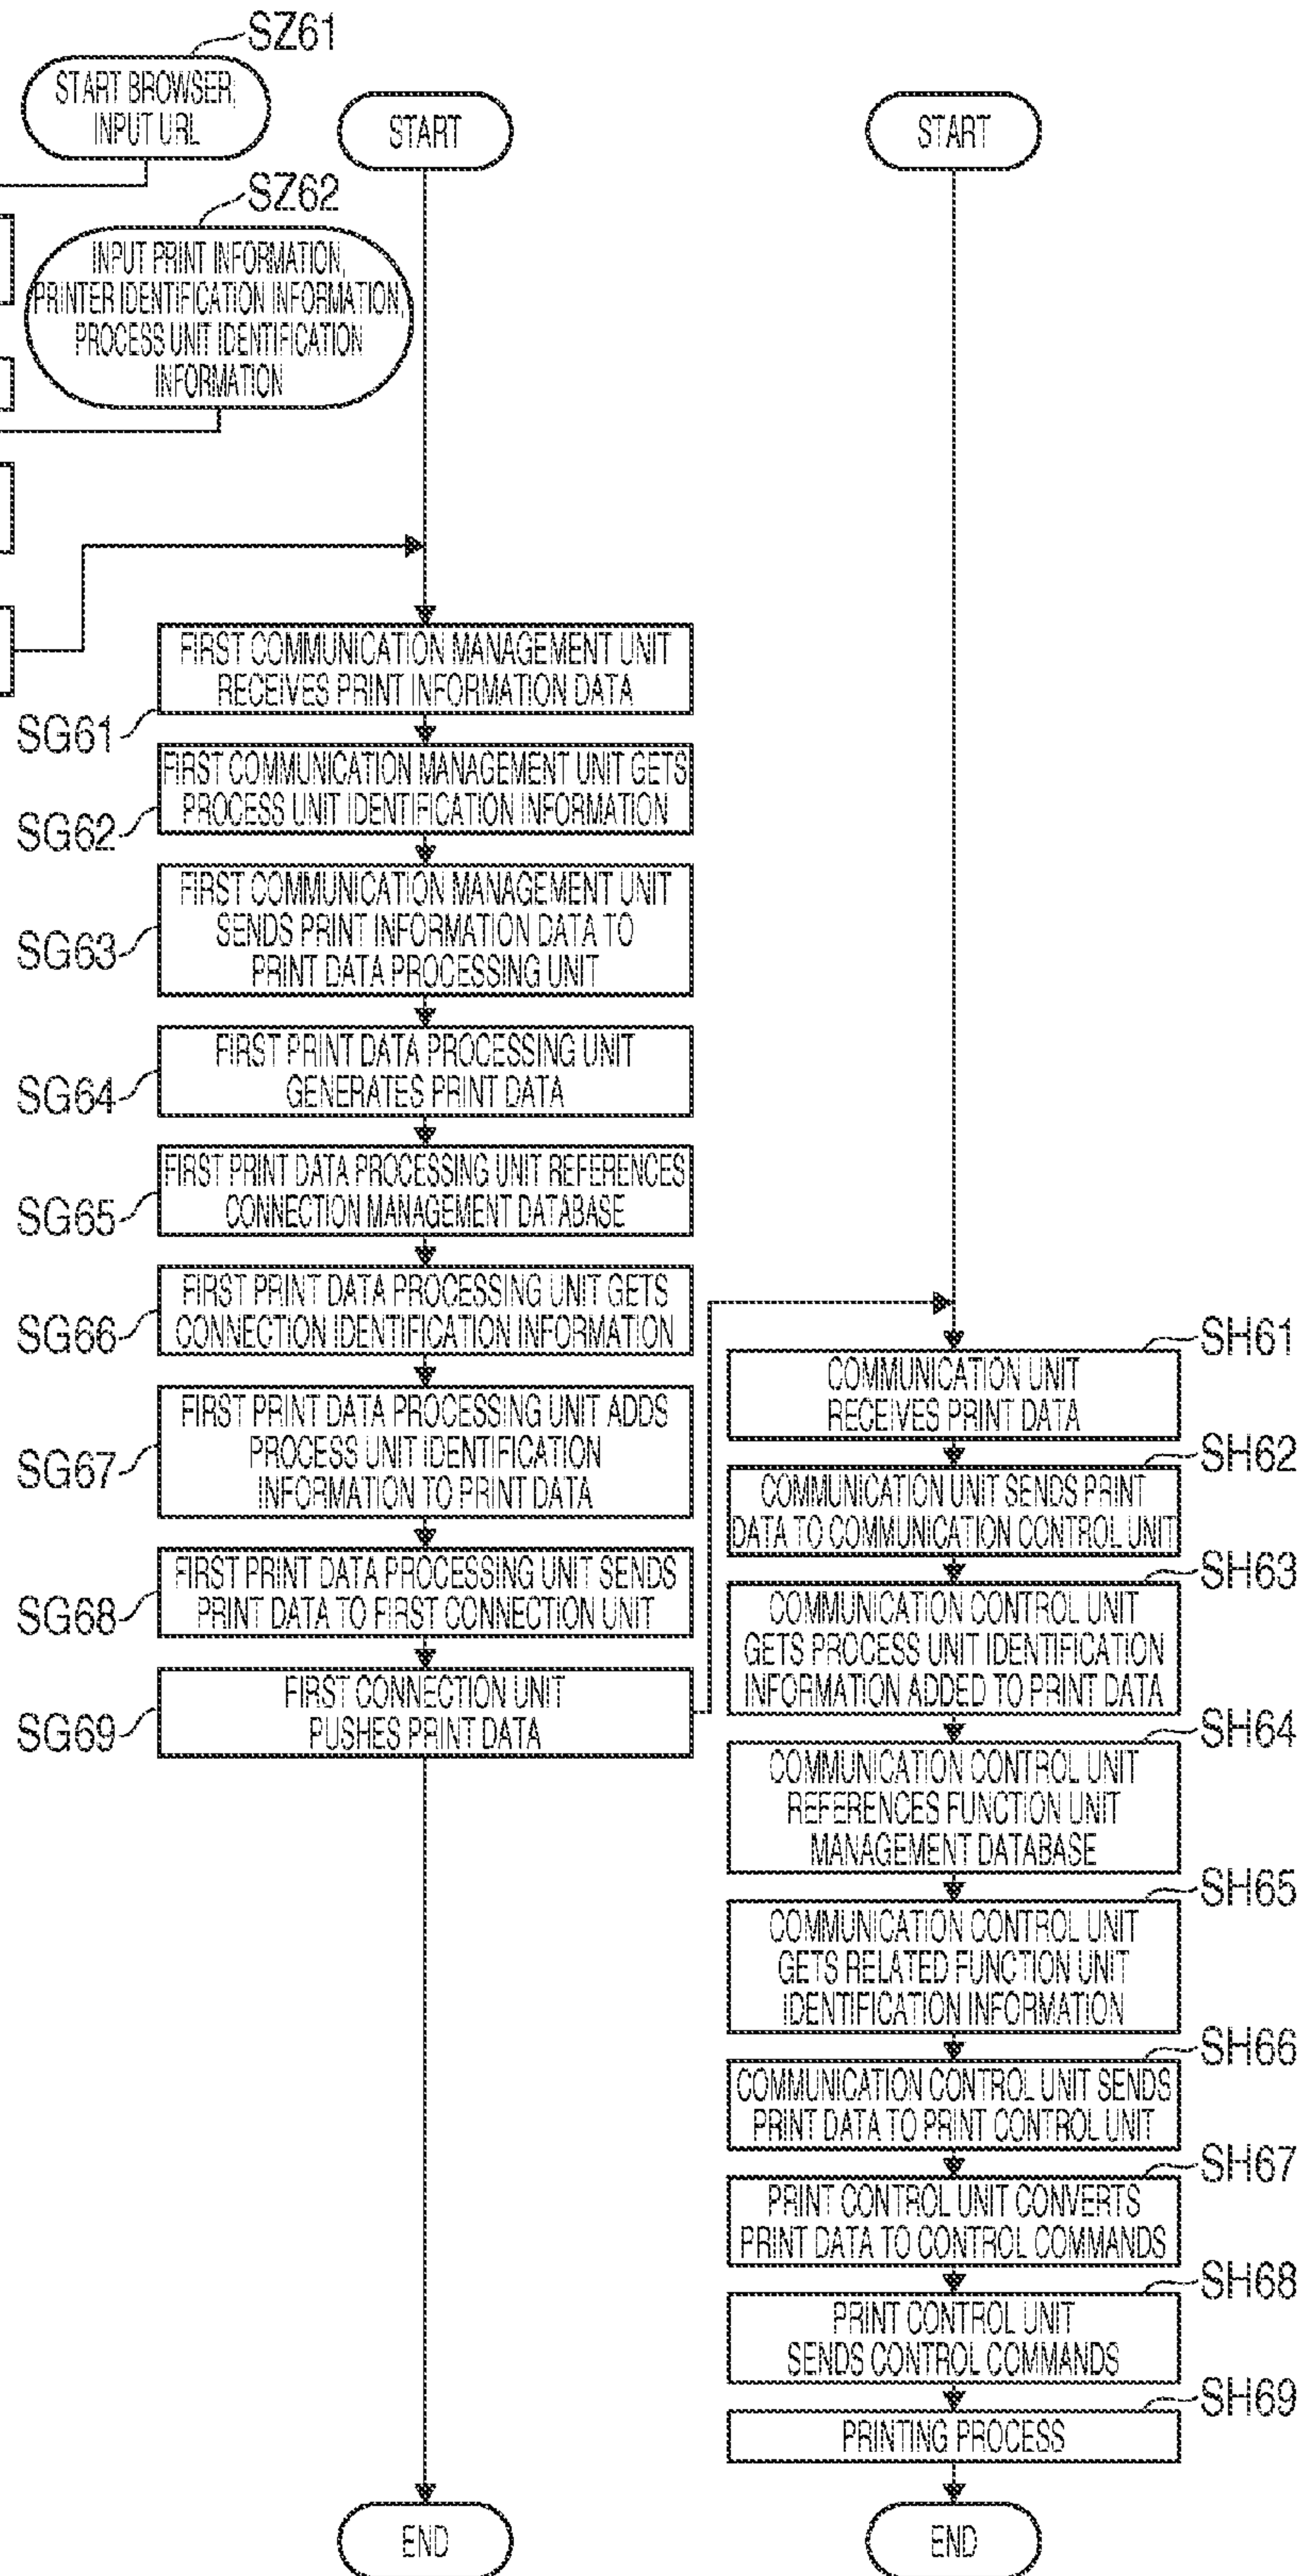 SZ61
START BROWSER,
INPUT URL
START
SZ62
INPUT PRINT INFORMATION,
PRINTER IDENTIFICATION INFORMATION,
PROCESS UNIT IDENTIFICATION
INFORMATION
FIRST COMMUNICATION MANAGEMENT UNIT
RECEIVES PRINT INFORMATION DATA
SG61
FIRST COMMUNICATION MANAGEMENT UNIT GETS
PROCESS UNIT IDENTIFICATION INFORMATION
SG62
FIRST COMMUNICATION MANAGEMENT UNIT
SENDS PRINT INFORMATION DATA TO
PRINT DATA PROCESSING UNIT
SG63
FIRST PRINT DATA PROCESSING UNIT
GENERATES PRINT DATA
SG64
FIRST PRINT DATA PROCESSING UNIT REFERENCES
CONNECTION MANAGEMENT DATABASE
SG65
FIRST PRINT DATA PROCESSING UNIT GETS
CONNECTION IDENTIFICATION INFORMATION
SG66
FIRST PRINT DATA PROCESSING UNIT ADDS
PROCESS UNIT IDENTIFICATION
INFORMATION TO PRINT DATA
SG67
FIRST PRINT DATA PROCESSING UNIT SENDS
PRINT DATA TO FIRST CONNECTION UNIT
SG68
FIRST CONNECTION UNIT
PUSHES PRINT DATA
SG69
END
START
SH61
COMMUNICATION UNIT
RECEIVES PRINT DATA
SH62
COMMUNICATION UNIT SENDS PRINT
DATA TO COMMUNICATION CONTROL UNIT
SH63
COMMUNICATION CONTROL UNIT
GETS PROCESS UNIT IDENTIFICATION
INFORMATION ADDED TO PRINT DATA
SH64
COMMUNICATION CONTROL UNIT
REFERENCES FUNCTION UNIT
MANAGEMENT DATABASE
SH65
COMMUNICATION CONTROL UNIT
GETS RELATED FUNCTION UNIT
IDENTIFICATION INFORMATION
SH66
COMMUNICATION CONTROL UNIT SENDS
PRINT DATA TO PRINT CONTROL UNIT
SH67
PRINT CONTROL UNIT CONVERTS
PRINT DATA TO CONTROL COMMANDS
SH68
PRINT CONTROL UNIT
SENDS CONTROL COMMANDS
SH69
PRINTING PROCESS
END